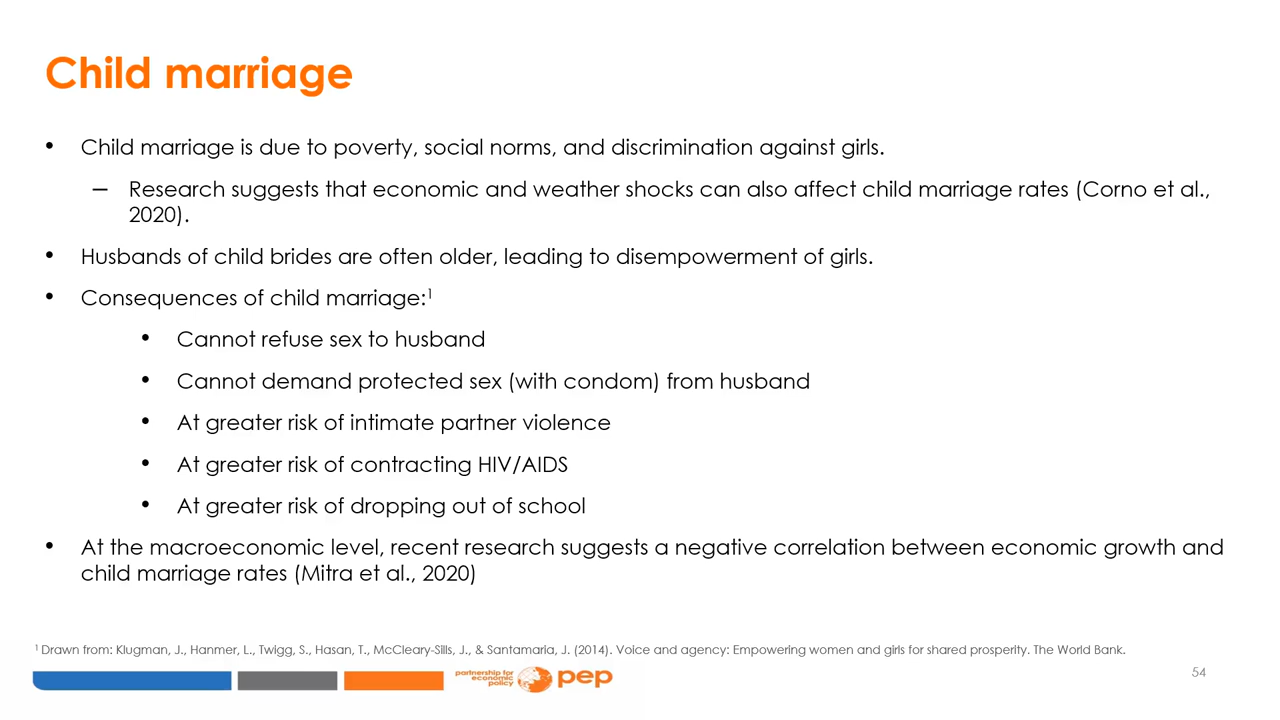 Child marriage
• Child marriage is due to poverty, social norms, and discrimination against girls.
– Research suggests that economic and weather shocks can also affect child marriage rates (Corno et al.,
2020).
• Husbands of child brides are often older, leading to disempowerment of girls.
• Consequences of child marriage:¹
• Cannot refuse sex to husband
• Cannot demand protected sex (with condom) from husband
• At greater risk of intimate partner violence
• At greater risk of contracting HIV/AIDS
• At greater risk of dropping out of school
• At the macroeconomic level, recent research suggests a negative correlation between economic growth and
child marriage rates (Mitra et al., 2020)
¹ Drawn from: Klugman, J., Hanmer, L., Twigg, S., Hasan, T., McCleary-Sills, J., & Santamaria, J. (2014). Voice and agency: Empowering women and girls for shared prosperity. The World Bank.
partnership for
economic
policy
pep
54